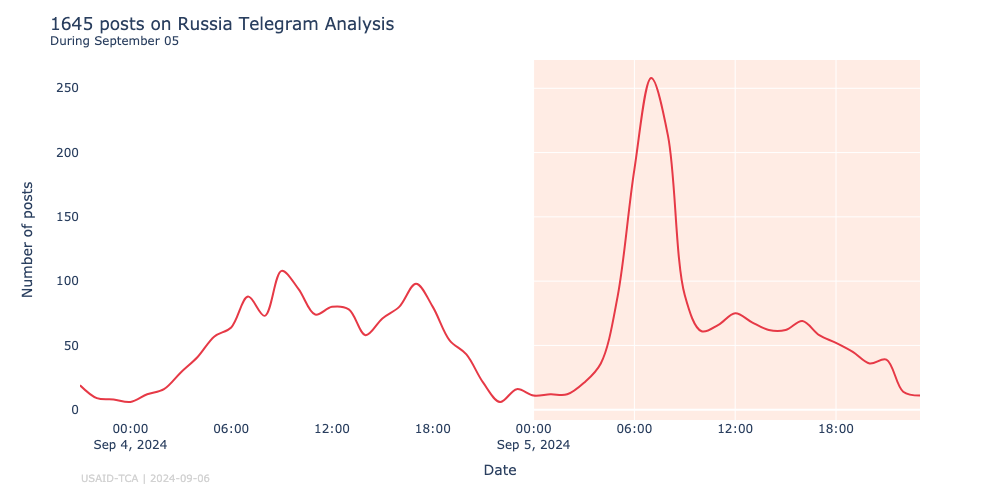 1645 posts on Russia Telegram Analysis
During September 05
Number of posts
250
200
150
100
50
0
00:00 06:00 12:00 18:00 00:00 06:00 12:00 18:00
Sep 4, 2024 Sep 5, 2024
Date
USAID-TCA | 2024-09-06